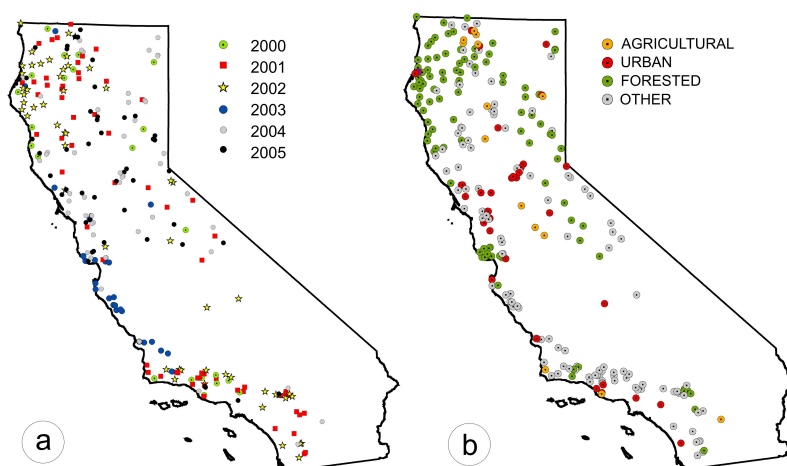 2000
2001
2002
2003
2004
2005
a
AGRICULTURAL
URBAN
FORESTED
OTHER
b